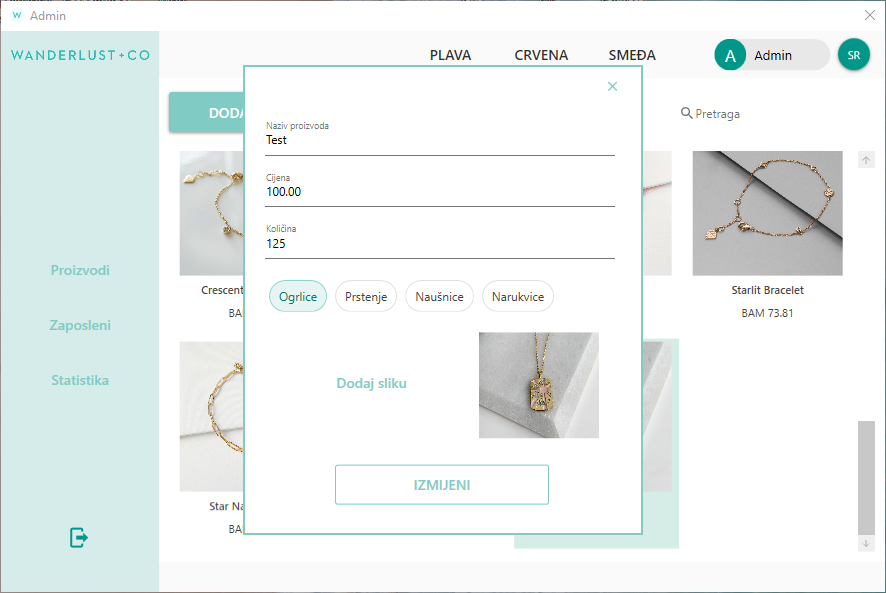 W Admin
WANDERLUST+CO
PLAVA CRVENA SMEĐA
A Admin
SR
DODA
Pretraga
Naziv proizvoda
Test
Cijena
100.00
Količina
125
Ogrlice Prstenje Naušnice Narukvice
Dodaj sliku
IZMIJENI
Proizvodi
Zaposleni
Statistika
Crescent
BA
Starlit Bracelet
BAM 73.81
Star Na
BA